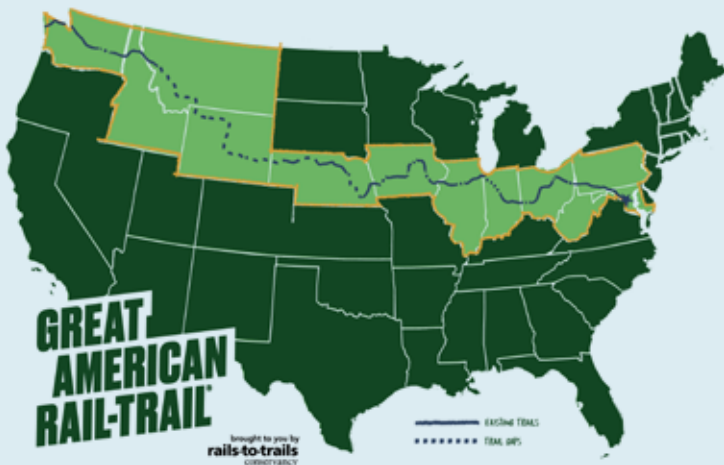 GREAT
AMERICAN
RAIL-TRAIL®
brought to you by
rails-to-trails
conservancy
EXISTING TRAILS
TRAIL GAPS